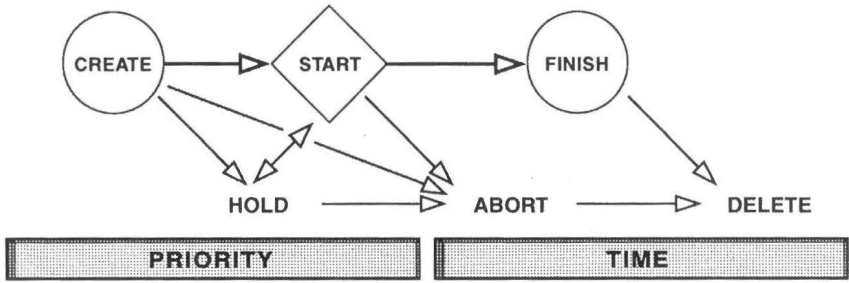 CREATE START FINISH
HOLD ABORT DELETE
PRIORITY TIME